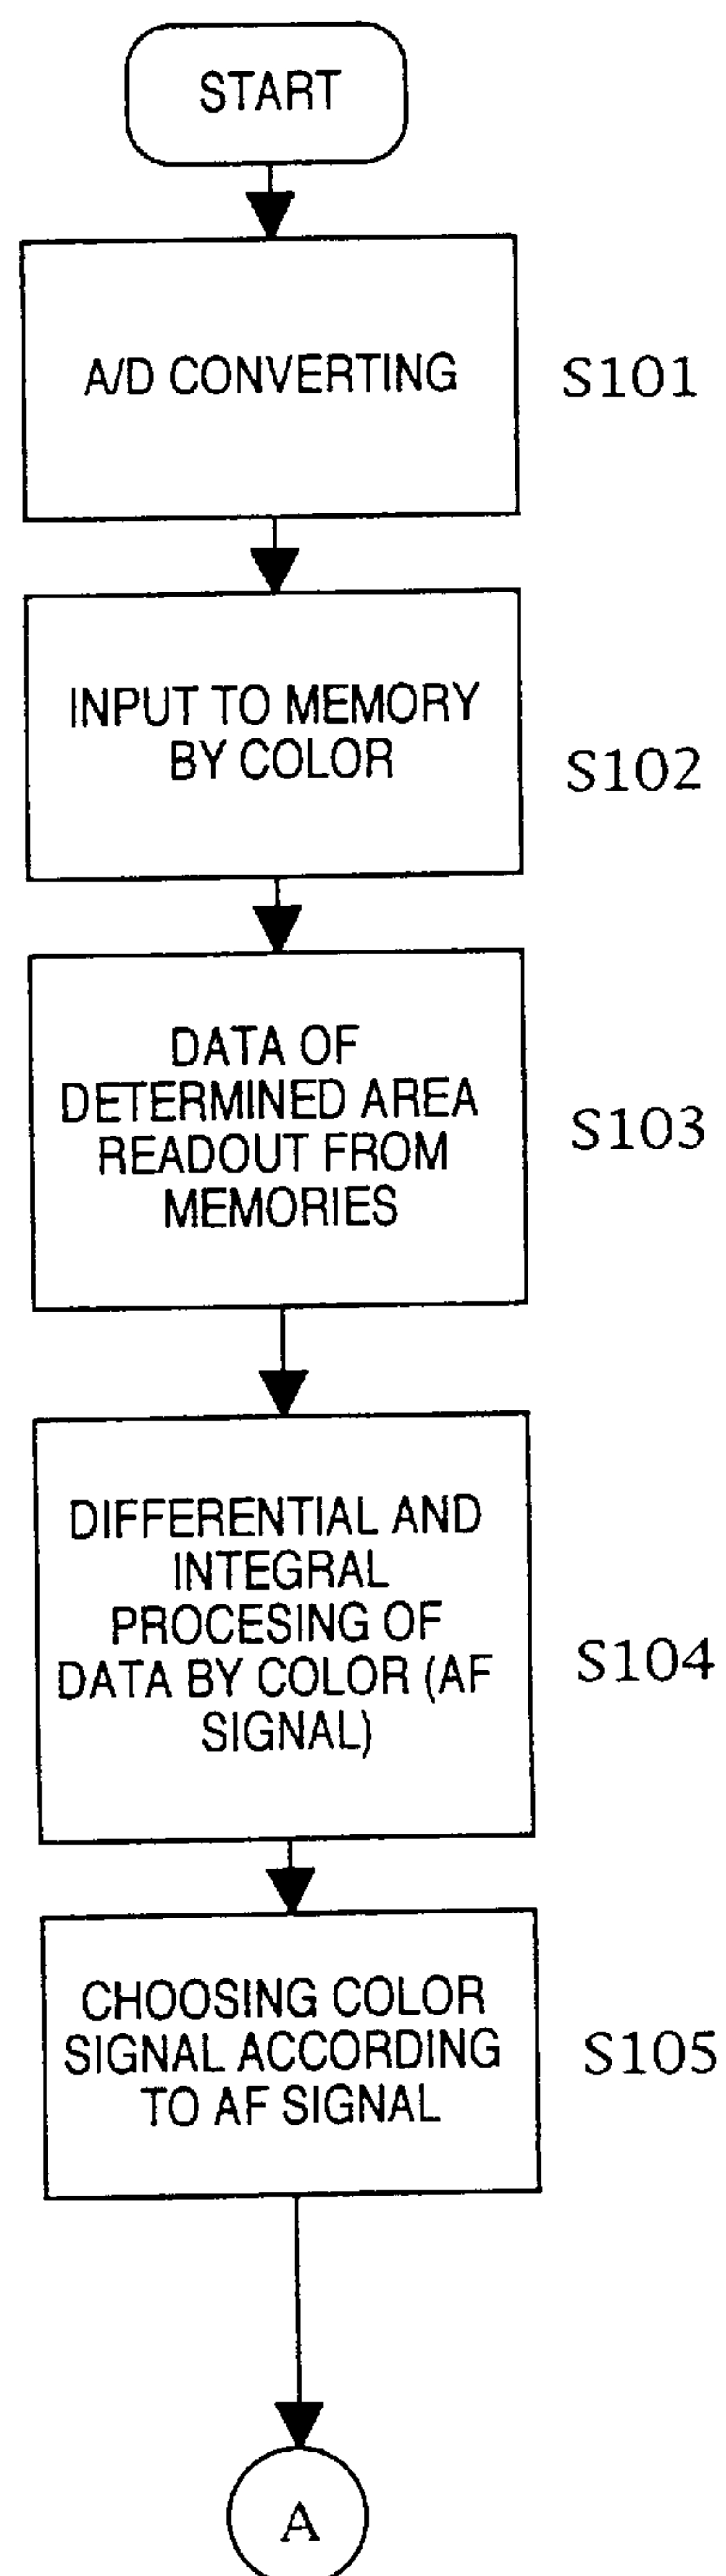 START
A/D CONVERTING
S101
INPUT TO MEMORY
BY COLOR
S102
DATA OF
DETERMINED AREA
READOUT FROM
MEMORIES
S103
DIFFERENTIAL AND
INTEGRAL
PROCESING OF
DATA BY COLOR (AF
SIGNAL)
S104
CHOOSING COLOR
SIGNAL ACCORDING
TO AF SIGNAL
S105
A